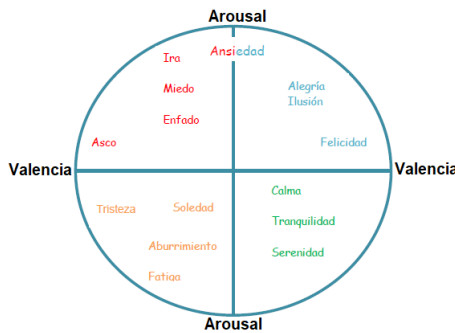 Arousal
Ira
Ansiedad
Miedo
Alegría
Ilusión
Enfado
Asco
Felicidad
Valencia
Valencia
Calma
Tristeza
Soledad
Tranquilidad
Aburrimiento
Serenidad
Fatiga
Arousal